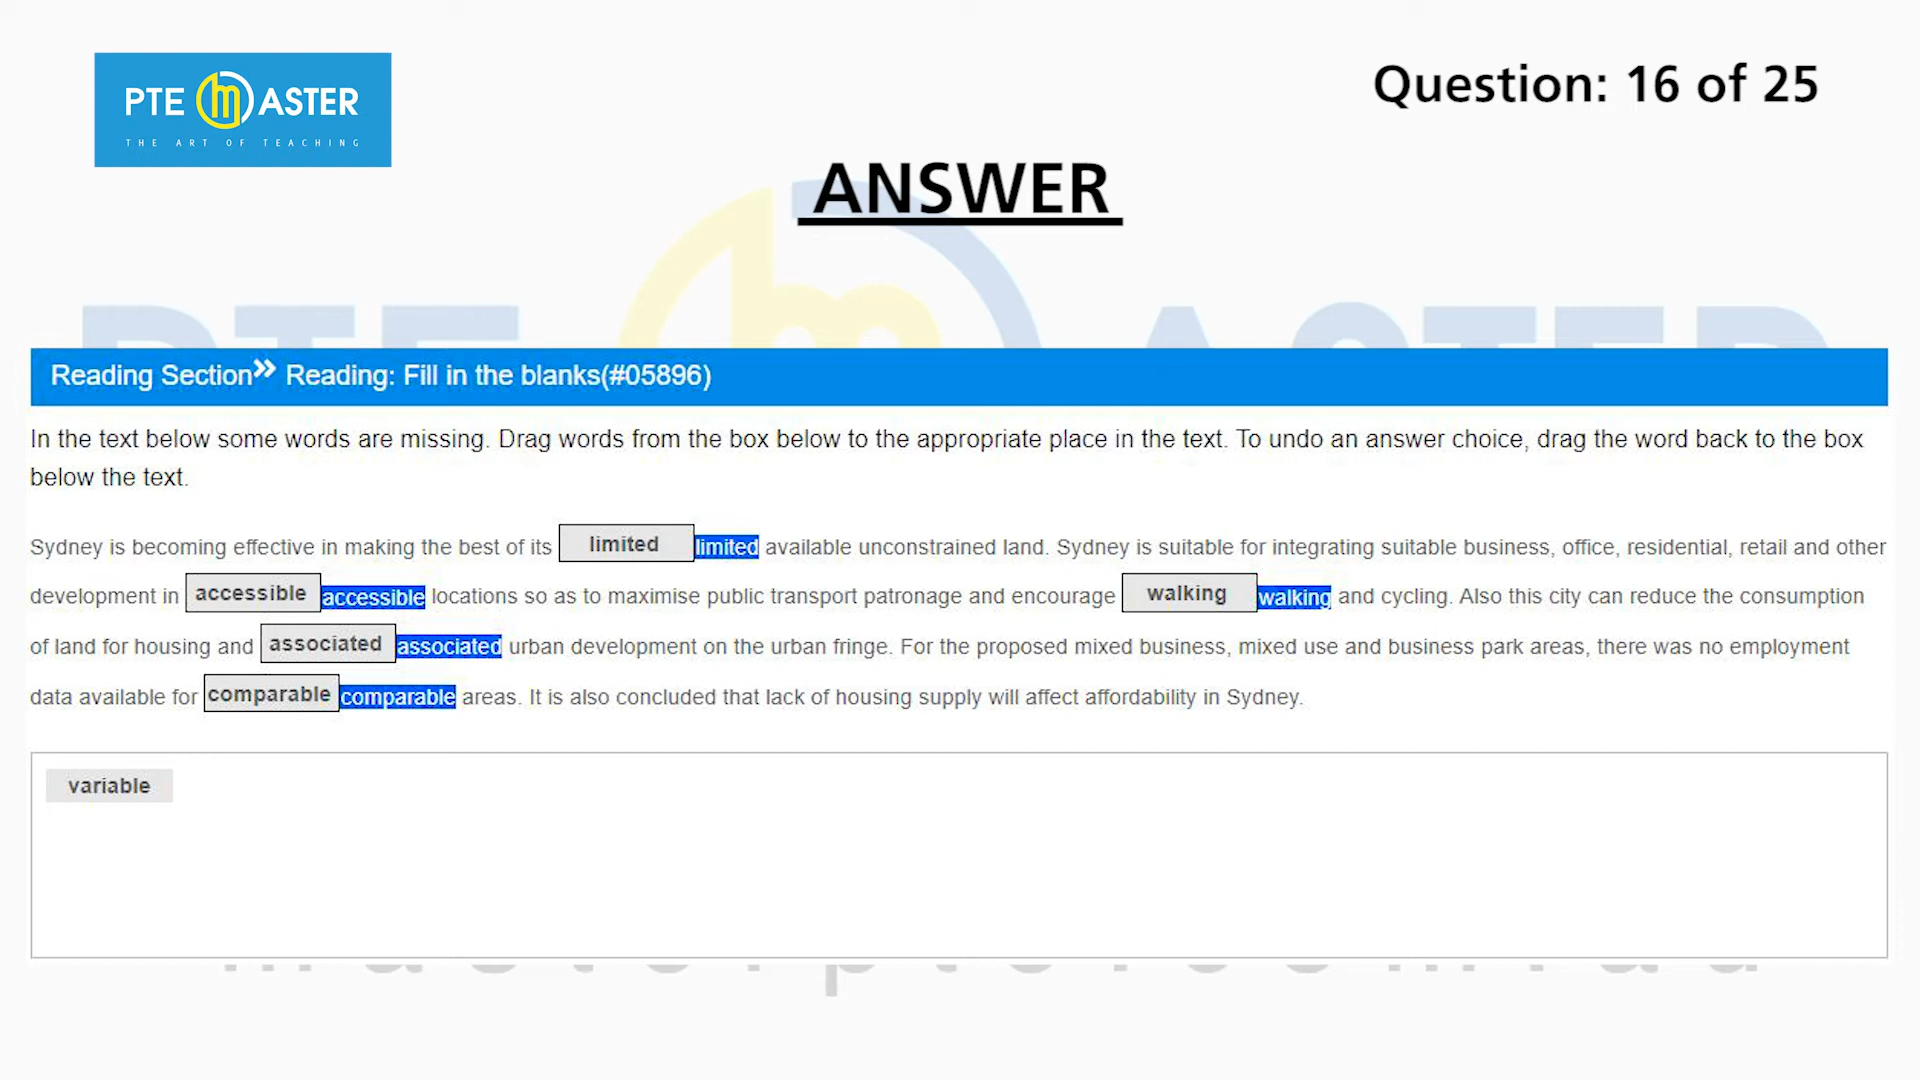 PTE MASTER
THE ART OF TEACHING
Question: 16 of 25
ANSWER
Reading Section» Reading: Fill in the blanks(#05896)
In the text below some words are missing. Drag words from the box below to the appropriate place in the text. To undo an answer choice, drag the word back to the box
below the text.
Sydney is becoming effective in making the best of its limited limited available unconstrained land. Sydney is suitable for integrating suitable business, office, residential, retail and other
development in accessible accessible locations so as to maximise public transport patronage and encourage walking walking and cycling. Also this city can reduce the consumption
of land for housing and associated associated urban development on the urban fringe. For the proposed mixed business, mixed use and business park areas, there was no employment
data available for comparable comparable areas. It is also concluded that lack of housing supply will affect affordability in Sydney.
variable